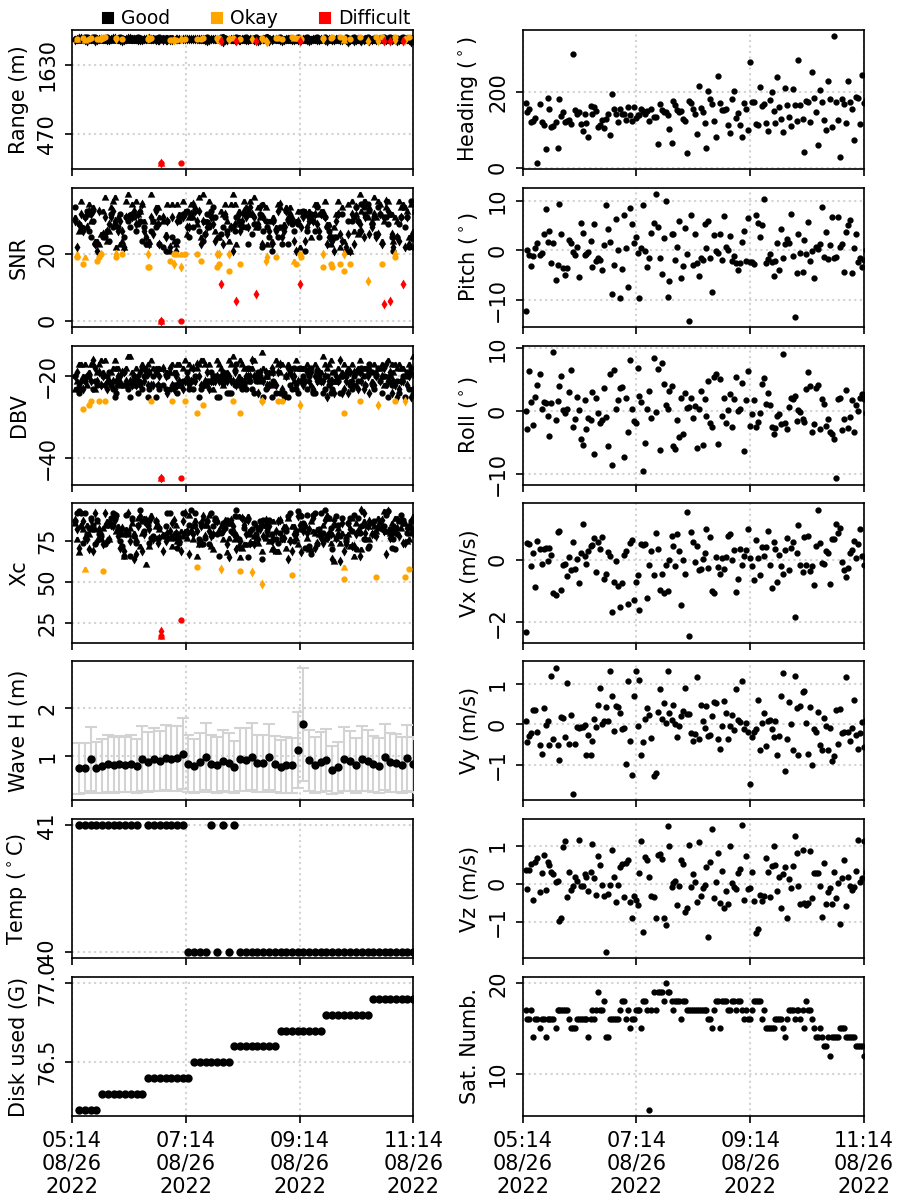 Good Okay Difficult
Range (m)
1630
470
Heading (°)
200
0
SNR
20
0
Pitch (°)
10
0
−10
DBV
−20
−40
Roll (°)
10
0
−10
Xc
75
50
25
Vx (m/s)
0
−2
Wave H (m)
2
1
Vy (m/s)
1
0
−1
Temp (°C)
41
40
Vz (m/s)
1
0
−1
Disk used (G)
77.0
76.5
Sat. Numb.
20
10
05:14 07:14 09:14 11:14
08/26 08/26 08/26 08/26
2022 2022 2022 2022
05:14 07:14 09:14 11:14
08/26 08/26 08/26 08/26
2022 2022 2022 2022